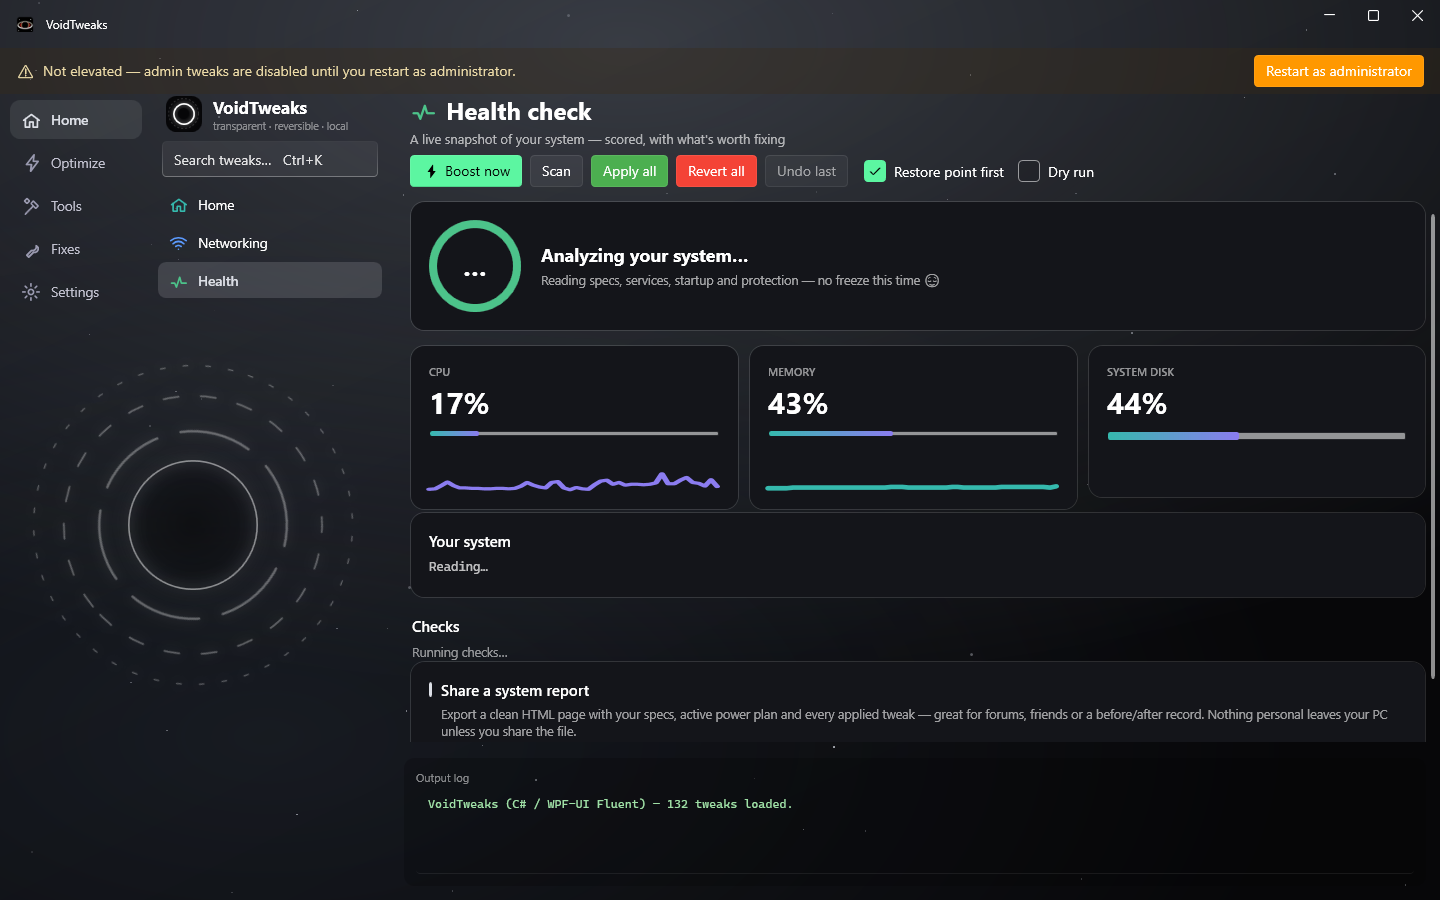 VoidTweaks
Not elevated — admin tweaks are disabled until you restart as administrator.
Restart as administrator
Home
Optimize
Tools
Fixes
Settings
VoidTweaks
transparent · reversible · local
Search tweaks... Ctrl+K
Home
Networking
Health
Health check
A live snapshot of your system — scored, with what's worth fixing
Boost now
Scan
Apply all
Revert all
Undo last
Restore point first
Dry run
...
Analyzing your system...
Reading specs, services, startup and protection — no freeze this time 😏
CPU
17%
MEMORY
43%
SYSTEM DISK
44%
Your system
Reading…
Checks
Running checks...
Share a system report
Export a clean HTML page with your specs, active power plan and every applied tweak — great for forums, friends or a before/after record. Nothing personal leaves your PC
unless you share the file.
Output log
VoidTweaks (C# / WPF-UI Fluent) — 132 tweaks loaded.